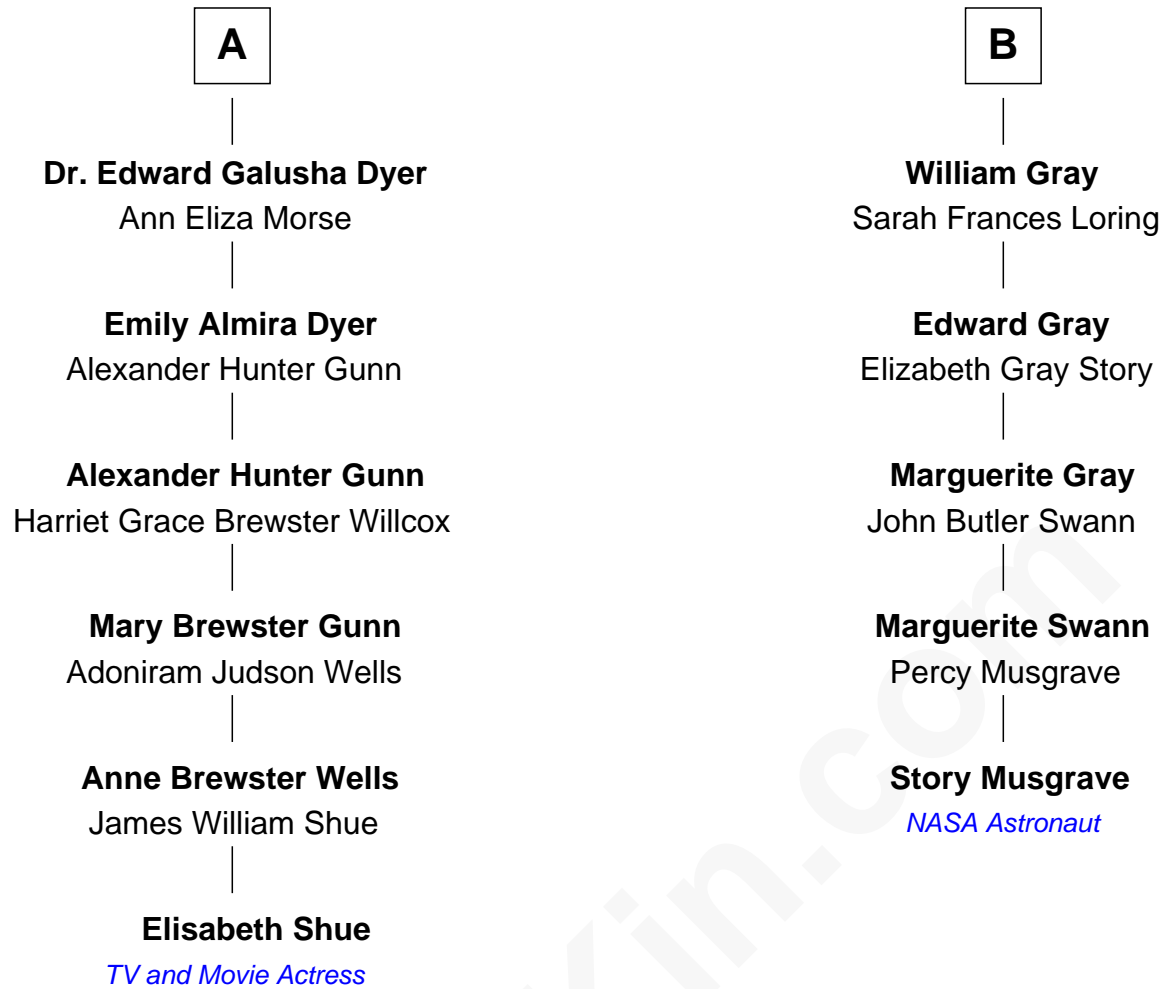 A
Dr. Edward Galusha Dyer
Ann Eliza Morse
Emily Almira Dyer
Alexander Hunter Gunn
Alexander Hunter Gunn
Harriet Grace Brewster Willcox
Mary Brewster Gunn
Adoniram Judson Wells
Anne Brewster Wells
James William Shue
Elisabeth Shue
TV and Movie Actress
B
William Gray
Sarah Frances Loring
Edward Gray
Elizabeth Gray Story
Marguerite Gray
John Butler Swann
Marguerite Swann
Percy Musgrave
Story Musgrave
NASA Astronaut
Kin.com